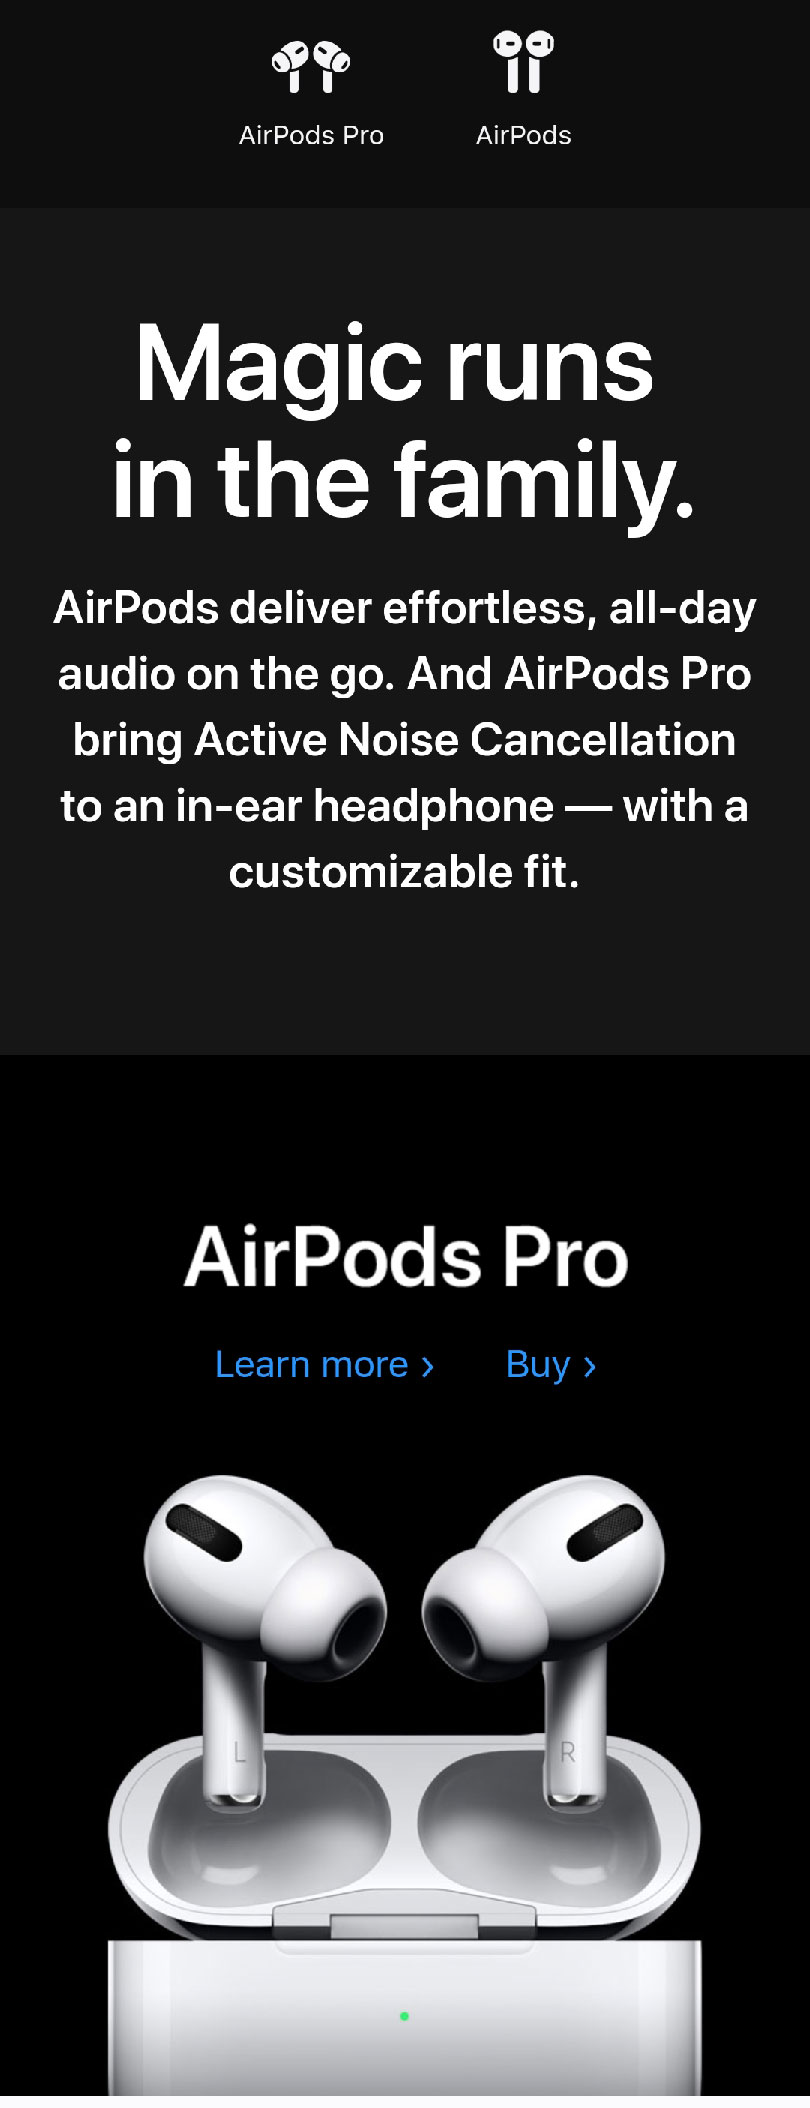 AirPods Pro
AirPods
Magic runs
in the family.
AirPods deliver effortless, all-day
audio on the go. And AirPods Pro
bring Active Noise Cancellation
to an in-ear headphone — with a
customizable fit.
AirPods Pro
Learn more ›
Buy ›
L
R